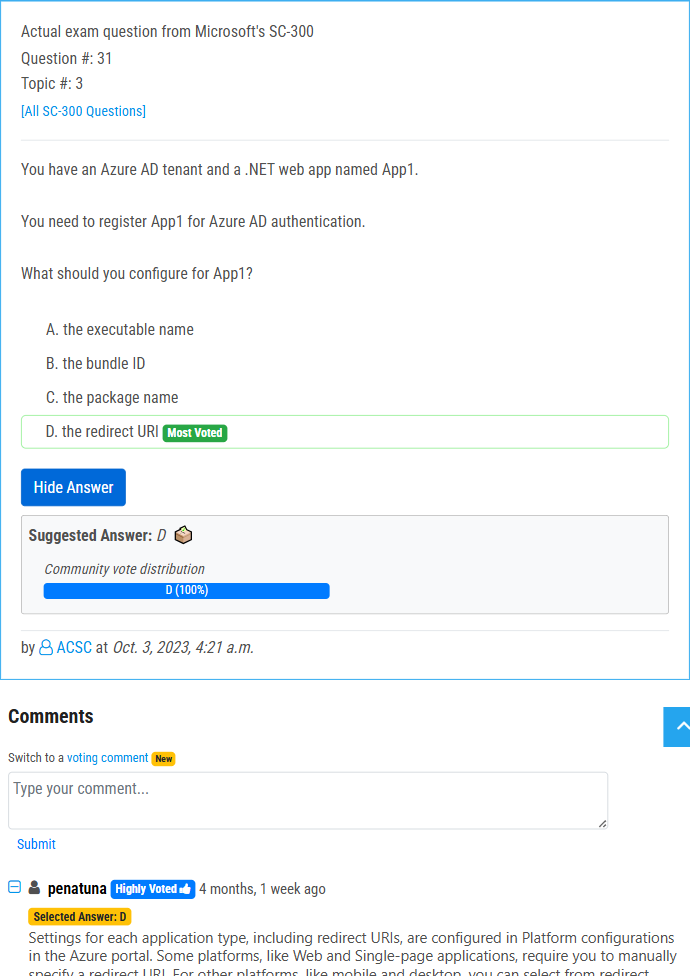 Actual exam question from Microsoft's SC-300
Question #: 31
Topic #: 3
[All SC-300 Questions]
You have an Azure AD tenant and a .NET web app named App1.
You need to register App1 for Azure AD authentication.
What should you configure for App1?
A. the executable name
B. the bundle ID
C. the package name
D. the redirect URI Most Voted
Hide Answer
Suggested Answer: D
Community vote distribution
D (100%)
by ACSC at Oct. 3, 2023, 4:21 a.m.
Comments
Switch to a voting comment New
Type your comment...
Submit
penatuna Highly Voted 4 months, 1 week ago
Selected Answer: D
Settings for each application type, including redirect URIs, are configured in Platform configurations
in the Azure portal. Some platforms, like Web and Single-page applications, require you to manually
specify a redirect URI. For other platforms, like mobile and desktop, you can select from redirect